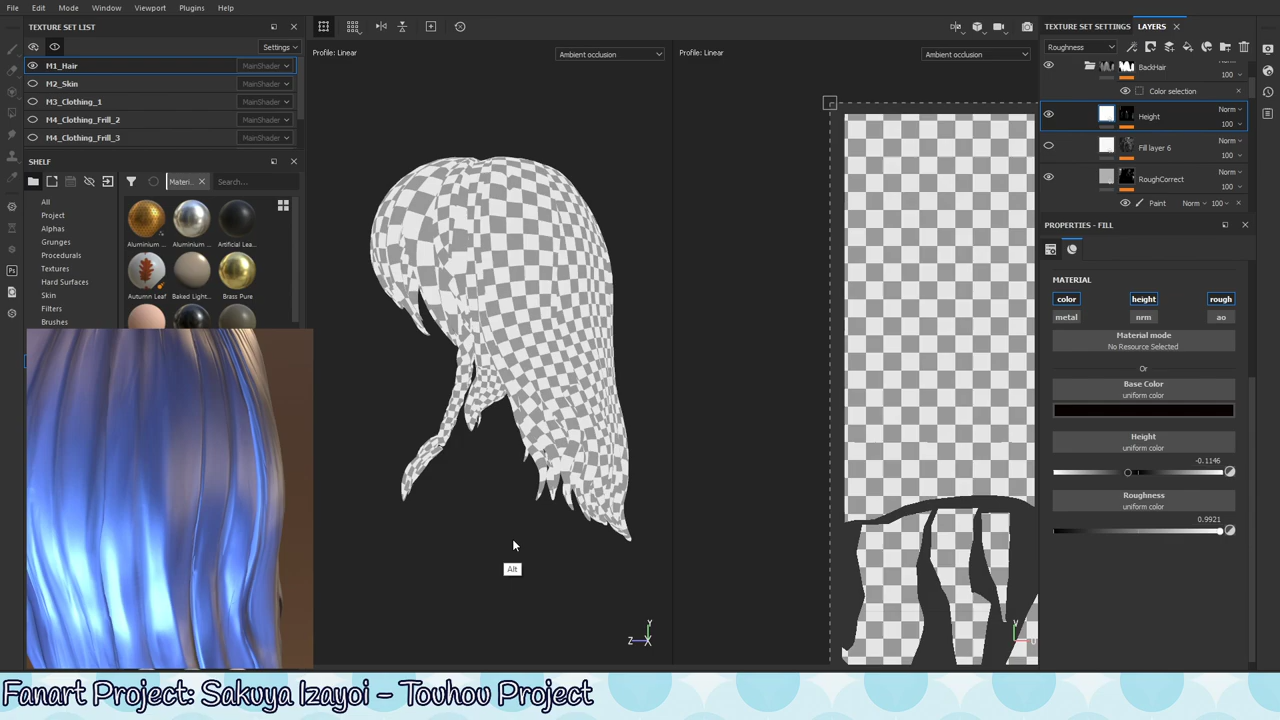 File Edit Mode Window Viewport Plugins Help
TEXTURE SET LIST
Settings
M1_Hair MainShader
M2_Skin MainShader
M3_Clothing_1 MainShader
M4_Clothing_Frill_2 MainShader
M4_Clothing_Frill_3 MainShader
SHELF
Materi... Search...
All
Project
Alphas
Grunges
Procedurals
Textures
Hard Surfaces
Skin
Filters
Brushes
Aluminium ... Aluminium ... Artificial Lea...
Autumn Leaf Baked Light... Brass Pure
Ps
Profile: Linear
Ambient occlusion
Alt
Y
Z X
Profile: Linear
Ambient occlusion
Y
TEXTURE SET SETTINGS LAYERS
Roughness
BackHair
100
Color selection
Height Norm
100
Fill layer 6 Norm
100
RoughCorrect Norm
100
Paint Norm 100
PROPERTIES - FILL
MATERIAL
color height rough
metal nrm ao
Material mode
No Resource Selected
Or
Base Color
uniform color
Height
uniform color
-0.1146
Roughness
uniform color
0.9921
Fanart Project: Sakuya Izayoi - Touhou Project